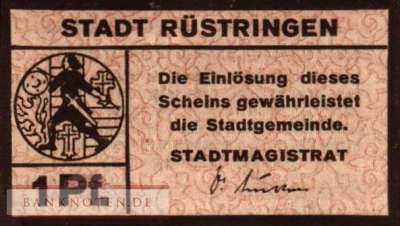 STADT RÜSTRINGEN
Die Einlösung dieses
Scheins gewährleistet
die Stadtgemeinde.
STADTMAGISTRAT
1 Pf.
BANKNOTEN.DE